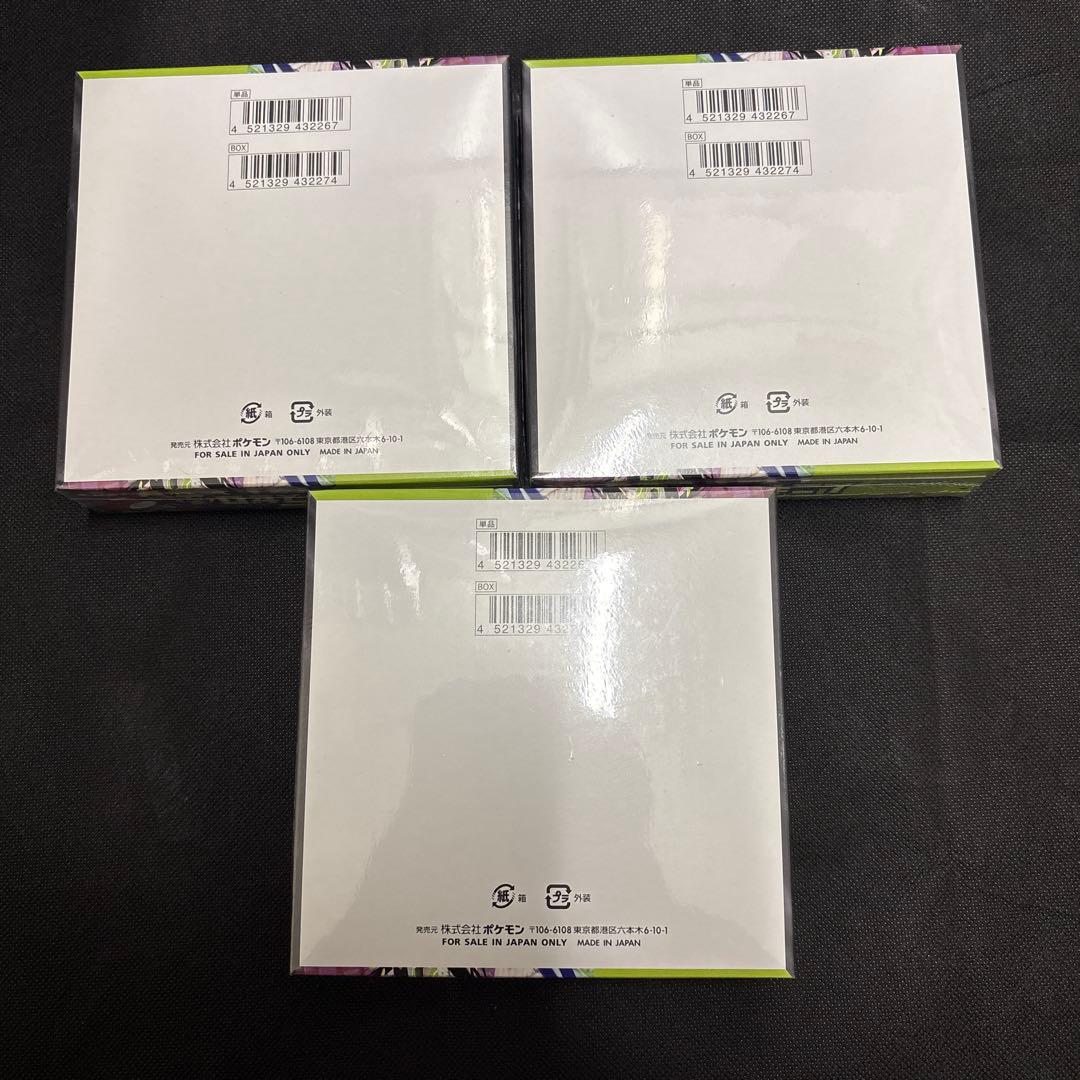 単品
4 521329 432267
BOX
4 521329 432274
紙 箱 プラ 外装
発売元 株式会社ポケモン 〒106-6108 東京都港区六本木6-10-1
FOR SALE IN JAPAN ONLY MADE IN JAPAN
単品
4 521329 432267
BOX
4 521329 432274
紙 箱 プラ 外装
発売元 株式会社ポケモン 〒106-6108 東京都港区六本木6-10-1
FOR SALE IN JAPAN ONLY MADE IN JAPAN
単品
4 521329
BOX
4 521329
紙 箱 プラ 外装
発売元 株式会社ポケモン 〒106-6108 東京都港区六本木6-10-1
FOR SALE IN JAPAN ONLY MADE IN JAPAN